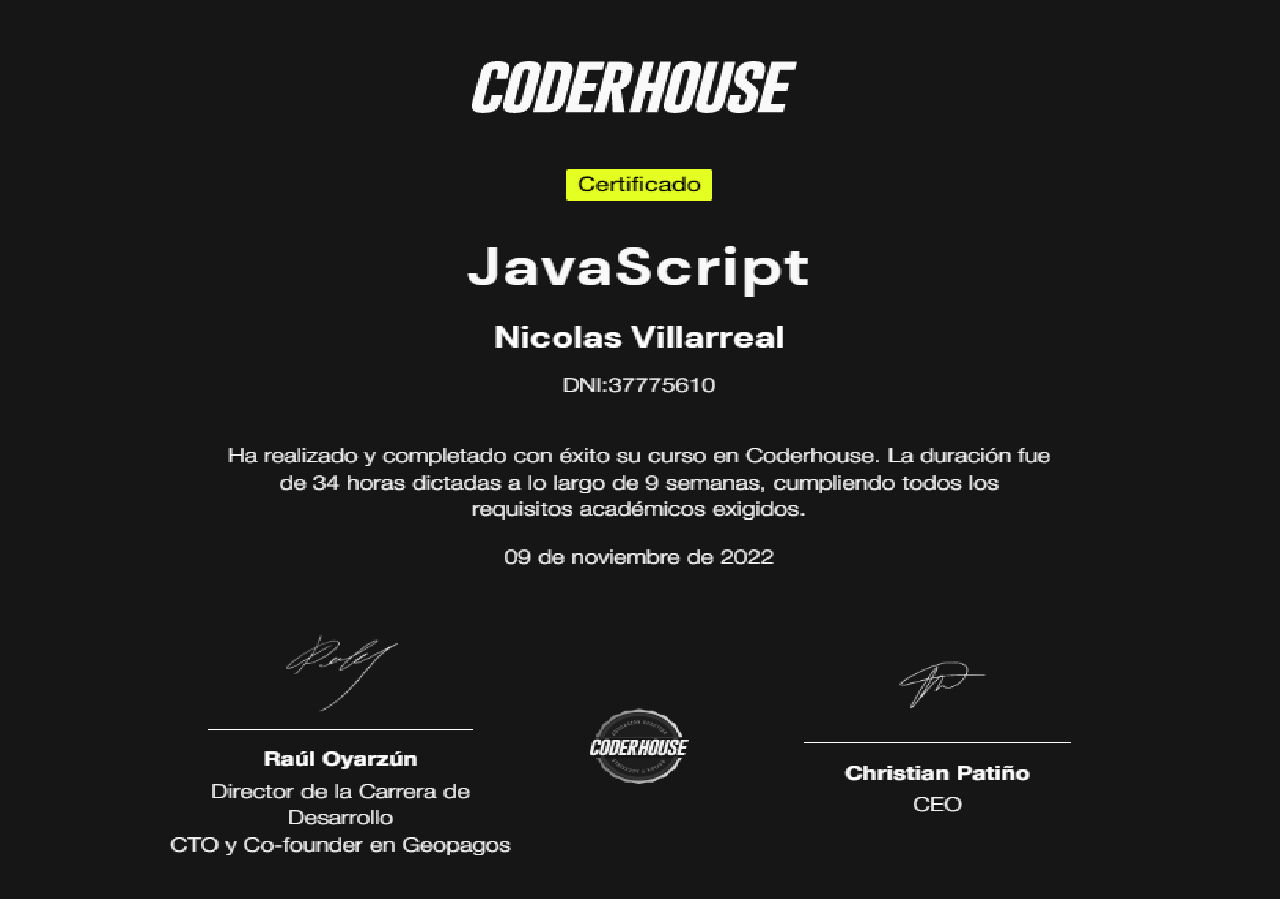 CODERHOUSE
Certificado
JavaScript
Nicolas Villarreal
DNI:37775610
Ha realizado y completado con éxito su curso en Coderhouse. La duración fue
de 34 horas dictadas a lo largo de 9 semanas, cumpliendo todos los
requisitos académicos exigidos.
09 de noviembre de 2022
Raúl Oyarzún
Director de la Carrera de
Desarrollo
CTO y Co-founder en Geopagos
CODERHOUSE
Christian Patiño
CEO